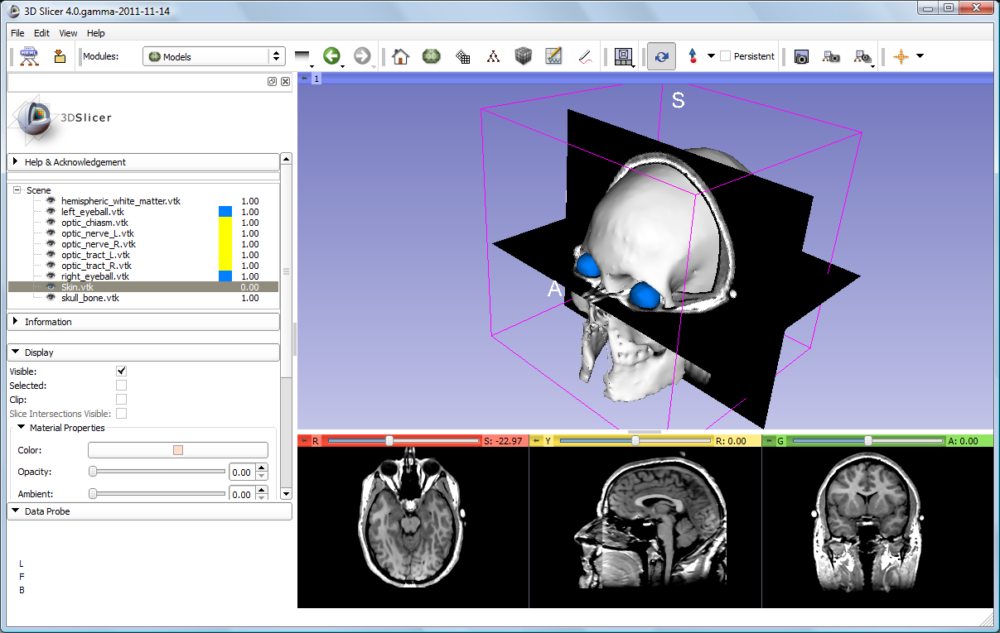 3D Slicer 4.0.gamma-2011-11-14
File Edit View Help
Modules: Models Persistent
1
3DSlicer
Help & Acknowledgement
Scene
hemispheric_white_matter.vtk 1.00
left_eyeball.vtk 1.00
optic_chiasm.vtk 1.00
optic_nerve_L.vtk 1.00
optic_nerve_R.vtk 1.00
optic_tract_L.vtk 1.00
optic_tract_R.vtk 1.00
right_eyeball.vtk 1.00
Skin.vtk 0.00
skull_bone.vtk 1.00
Information
Display
Visible:
Selected:
Clip:
Slice Intersections Visible:
Material Properties
Color:
Opacity: 0.00
Ambient: 0.00
Data Probe
L
F
B
S
A
R S: -22.97
Y R: 0.00
G A: 0.00